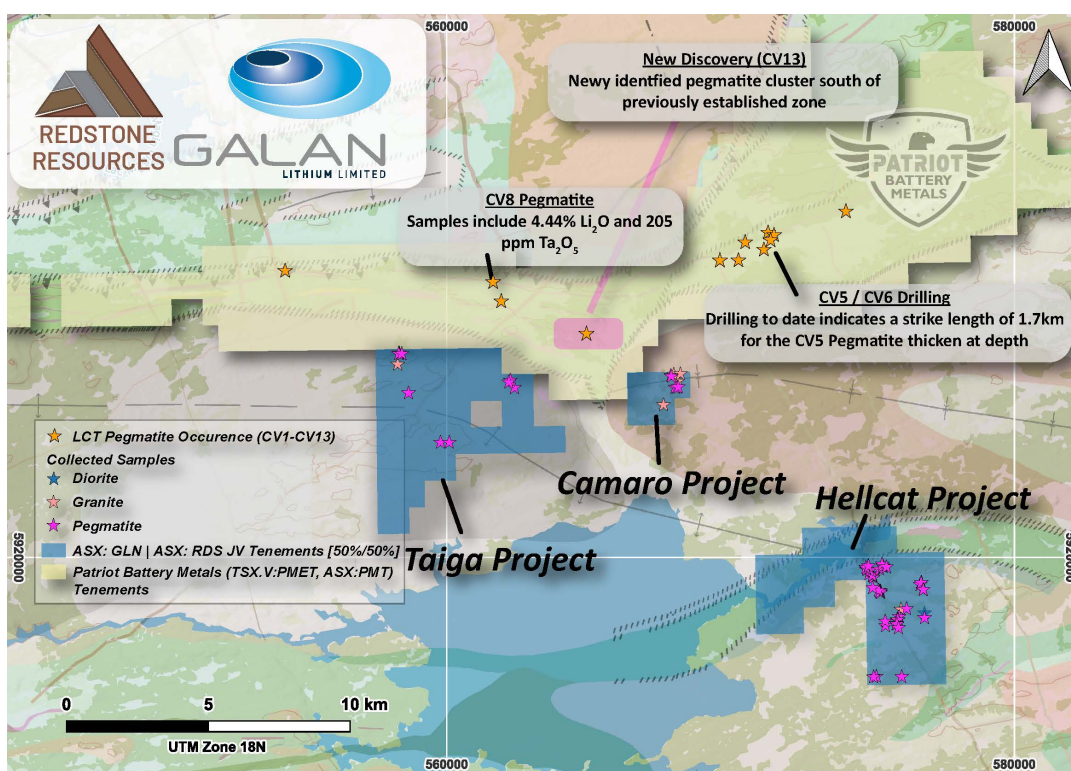 560000
580000
REDSTONE
RESOURCES
GALAN
LITHIUM LIMITED
New Discovery (CV13)
Newy identfied pegmatite cluster south of
previously established zone
PATRIOT
BATTERY
METALS
CV8 Pegmatite
Samples include 4.44% Li₂O and 205
ppm Ta₂O₅
CV5 / CV6 Drilling
Drilling to date indicates a strike length of 1.7km
for the CV5 Pegmatite thicken at depth
LCT Pegmatite Occurence (CV1-CV13)
Collected Samples
Diorite
Granite
Pegmatite
ASX: GLN | ASX: RDS JV Tenements [50%/50%]
Patriot Battery Metals (TSX.V:PMET, ASX:PMT)
Tenements
Camaro Project
Hellcat Project
Taiga Project
5920000
5920000
0 5 10 km
UTM Zone 18N
560000
580000